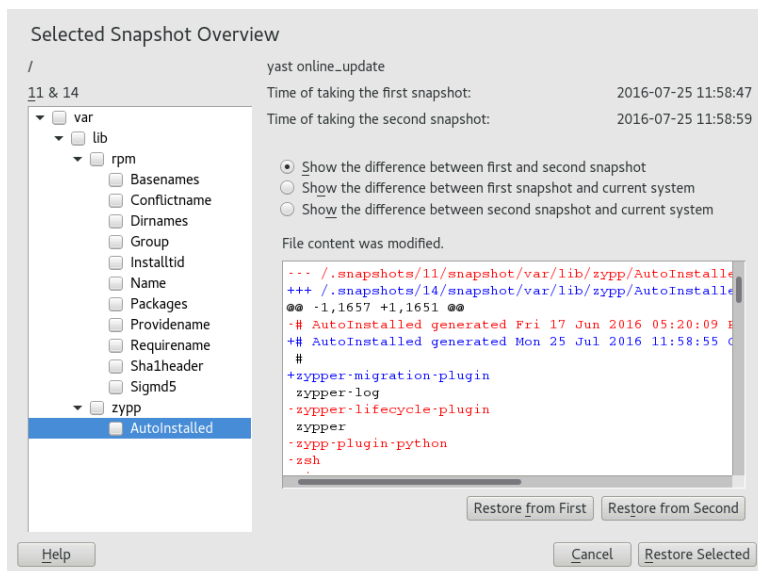 Selected Snapshot Overview
/
11 & 14
var
lib
rpm
Basenames
Conflictname
Dirnames
Group
Installtid
Name
Packages
Providename
Requirename
Sha1header
Sigmd5
zypp
AutoInstalled
yast online_update
Time of taking the first snapshot: 2016-07-25 11:58:47
Time of taking the second snapshot: 2016-07-25 11:58:59
Show the difference between first and second snapshot
Show the difference between first snapshot and current system
Show the difference between second snapshot and current system
File content was modified.
--- /.snapshots/11/snapshot/var/lib/zypp/AutoInstalle
+++ /.snapshots/14/snapshot/var/lib/zypp/AutoInstalle
@@ -1,1657 +1,1651 @@
-# AutoInstalled generated Fri 17 Jun 2016 05:20:09
+# AutoInstalled generated Mon 25 Jul 2016 11:58:55
#
+zypper-migration-plugin
zypper-log
-zypper-lifecycle-plugin
zypper
-zypp-plugin-python
-zsh
Restore from First
Restore from Second
Help
Cancel
Restore Selected